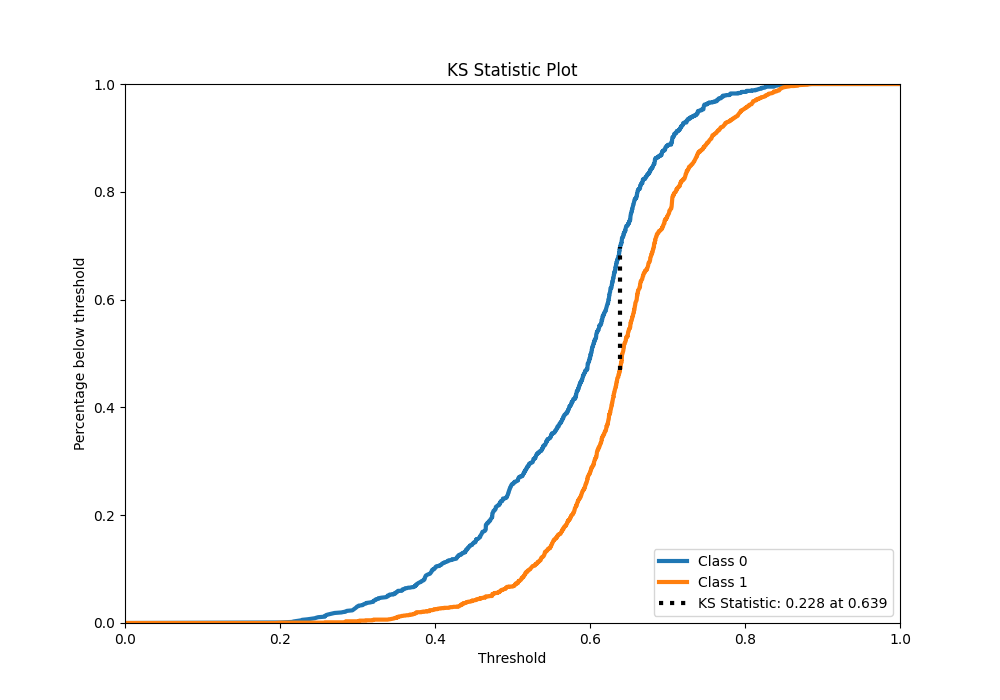 KS Statistic Plot
1.0
0.8
0.6
0.4
0.2
0.0
Percentage below threshold
0.0 0.2 0.4 0.6 0.8 1.0
Threshold
Class 0
Class 1
KS Statistic: 0.228 at 0.639